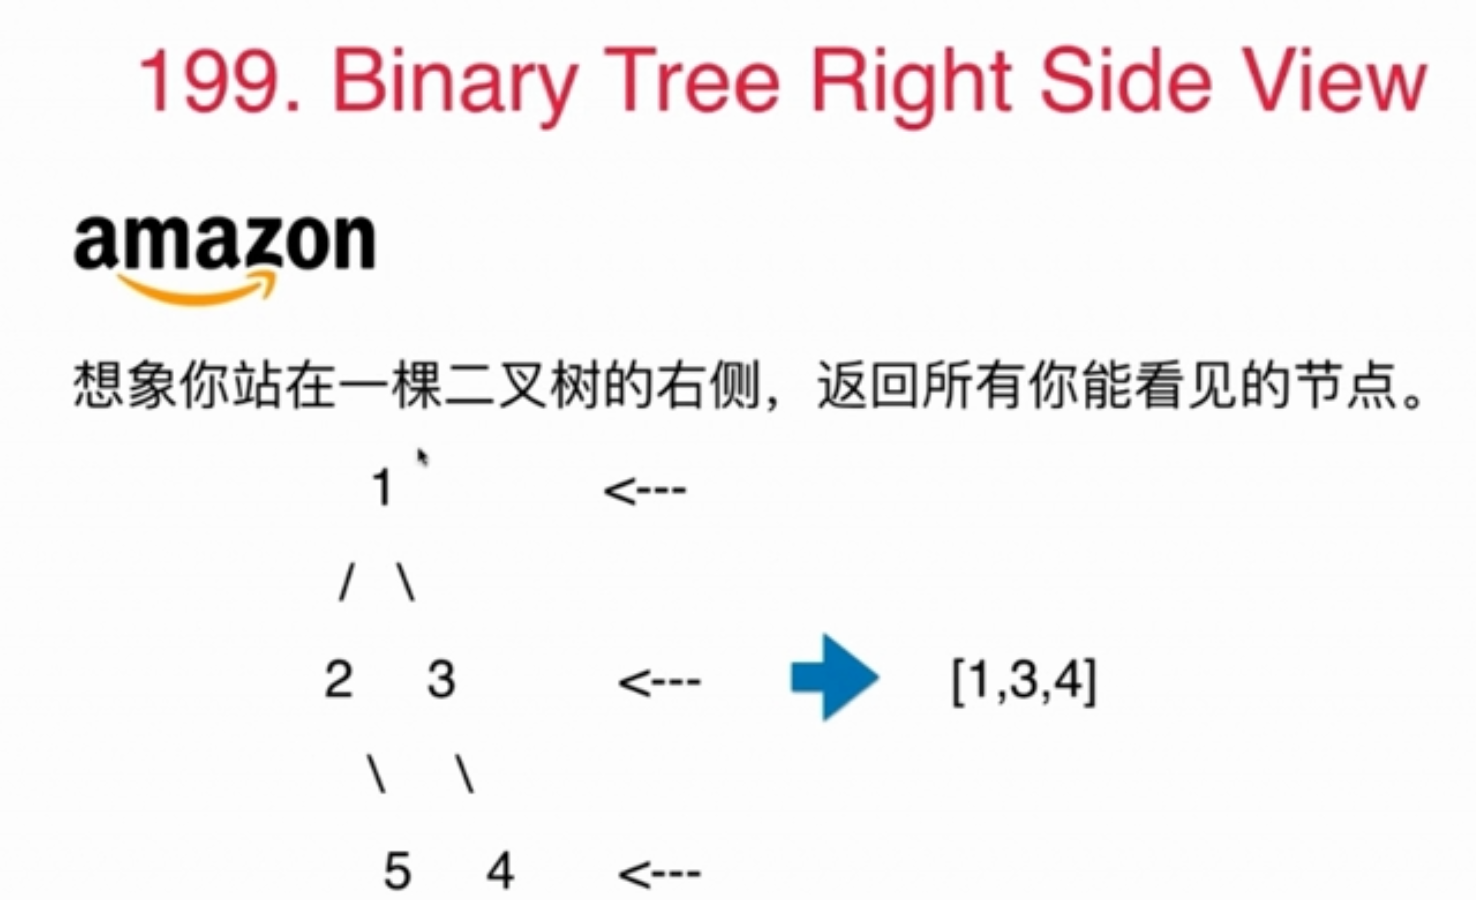 199. Binary Tree Right Side View
amazon
想象你站在一棵二叉树的右侧，返回所有你能看见的节点。
1 <---
/ \
2 3 <--- [1,3,4]
\ \
5 4 <---